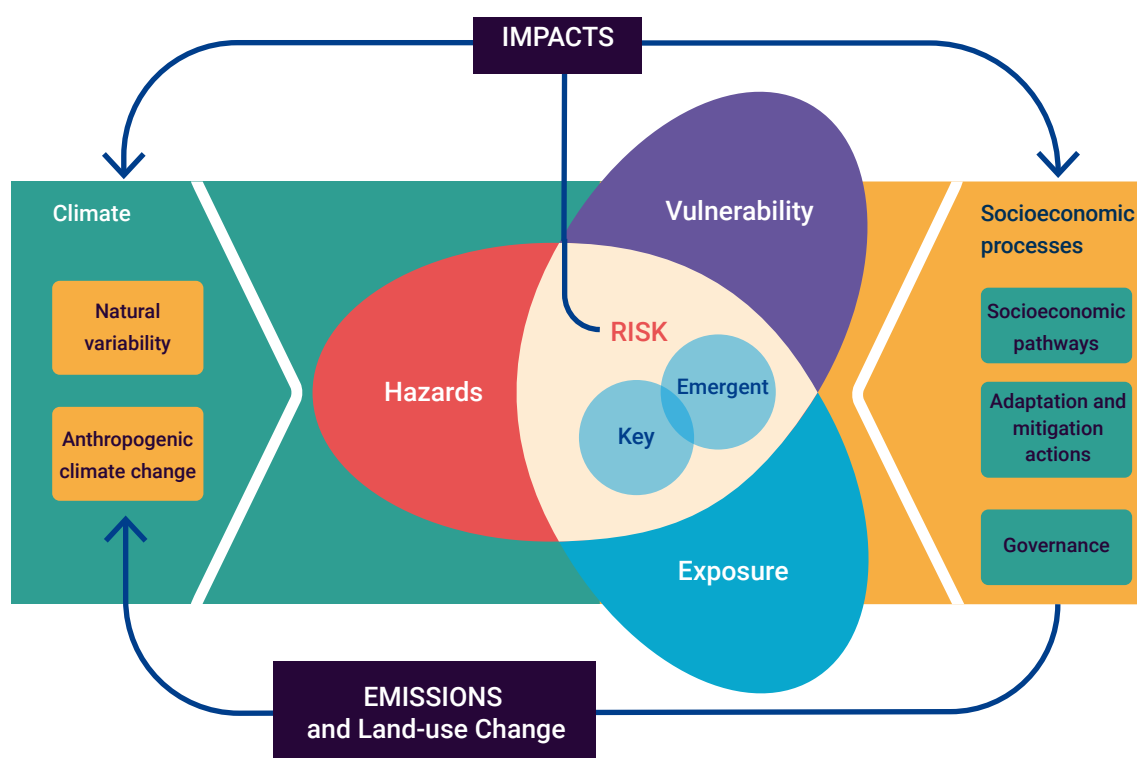 IMPACTS
Climate
Natural
variability
Anthropogenic
climate change
Vulnerability
Hazards
RISK
Emergent
Key
Exposure
Socioeconomic
processes
Socioeconomic
pathways
Adaptation and
mitigation
actions
Governance
EMISSIONS
and Land-use Change